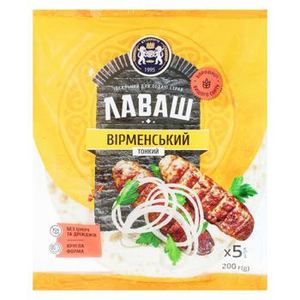 1995
ЛАВАШ
ВІРМЕНСЬКИЙ
ТОНКИЙ
БЕЗ ЦУКРУ
ТА ДРІЖДЖІВ
КРУГЛА
ФОРМА
x5
200 г(g)